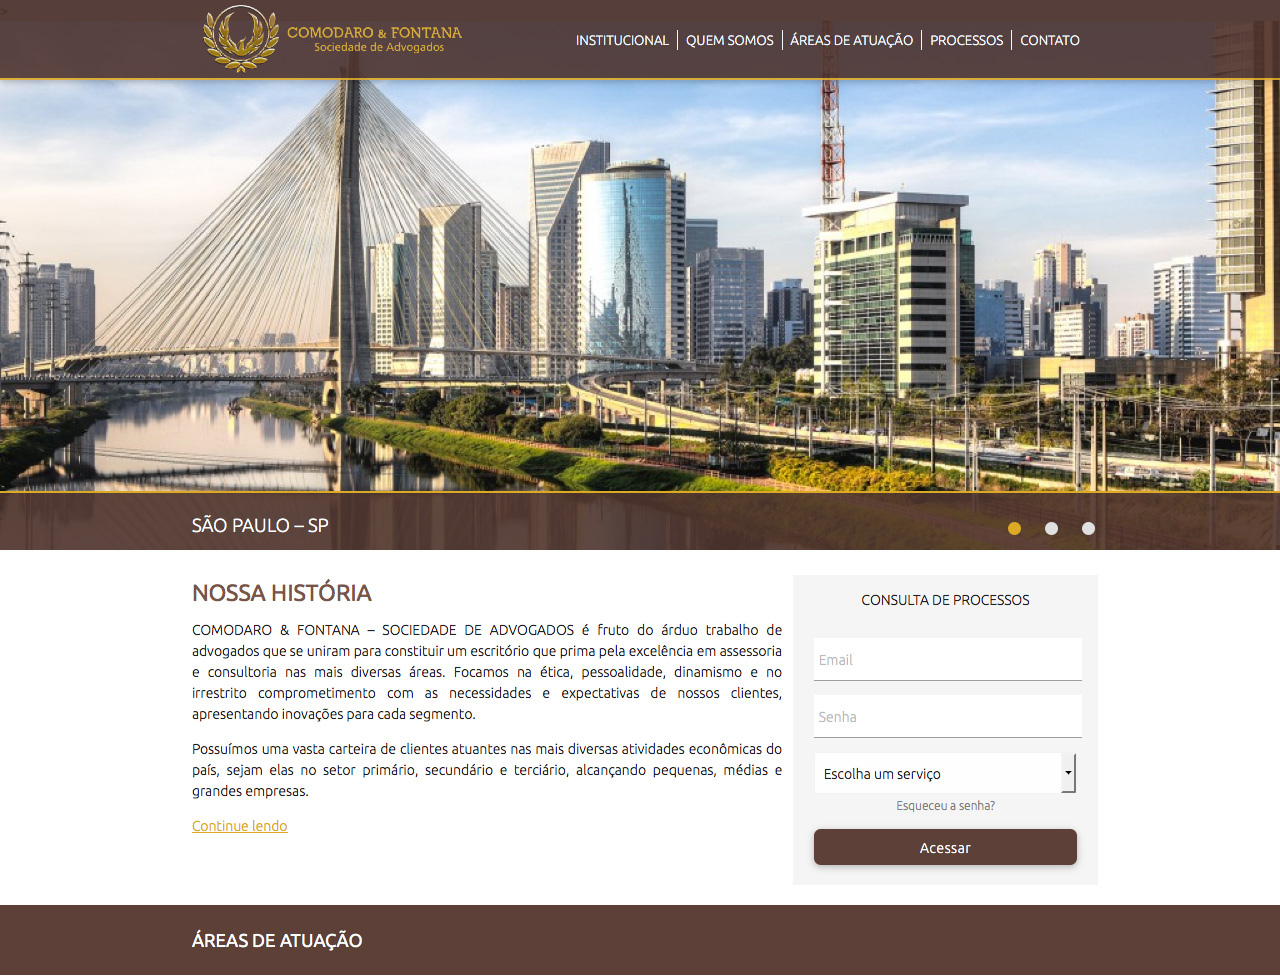 COMODARO & FONTANA
Sociedade de Advogados
INSTITUCIONAL
QUEM SOMOS
ÁREAS DE ATUAÇÃO
PROCESSOS
CONTATO
SÃO PAULO – SP
NOSSA HISTÓRIA
COMODARO & FONTANA – SOCIEDADE DE ADVOGADOS é fruto do árduo trabalho de
advogados que se uniram para constituir um escritório que prima pela excelência em assessoria
e consultoria nas mais diversas áreas. Focamos na ética, pessoalidade, dinamismo e no
irrestrito comprometimento com as necessidades e expectativas de nossos clientes,
apresentando inovações para cada segmento.
Possuímos uma vasta carteira de clientes atuantes nas mais diversas atividades econômicas do
país, sejam elas no setor primário, secundário e terciário, alcançando pequenas, médias e
grandes empresas.
Continue lendo
CONSULTA DE PROCESSOS
Email
Senha
Escolha um serviço
Esqueceu a senha?
Acessar
ÁREAS DE ATUAÇÃO